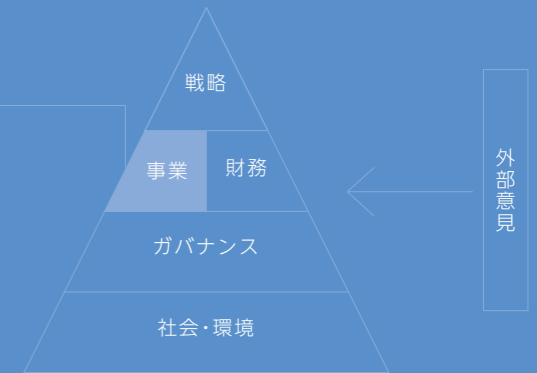 戦略
事業
財務
ガバナンス
社会・環境
外部意見